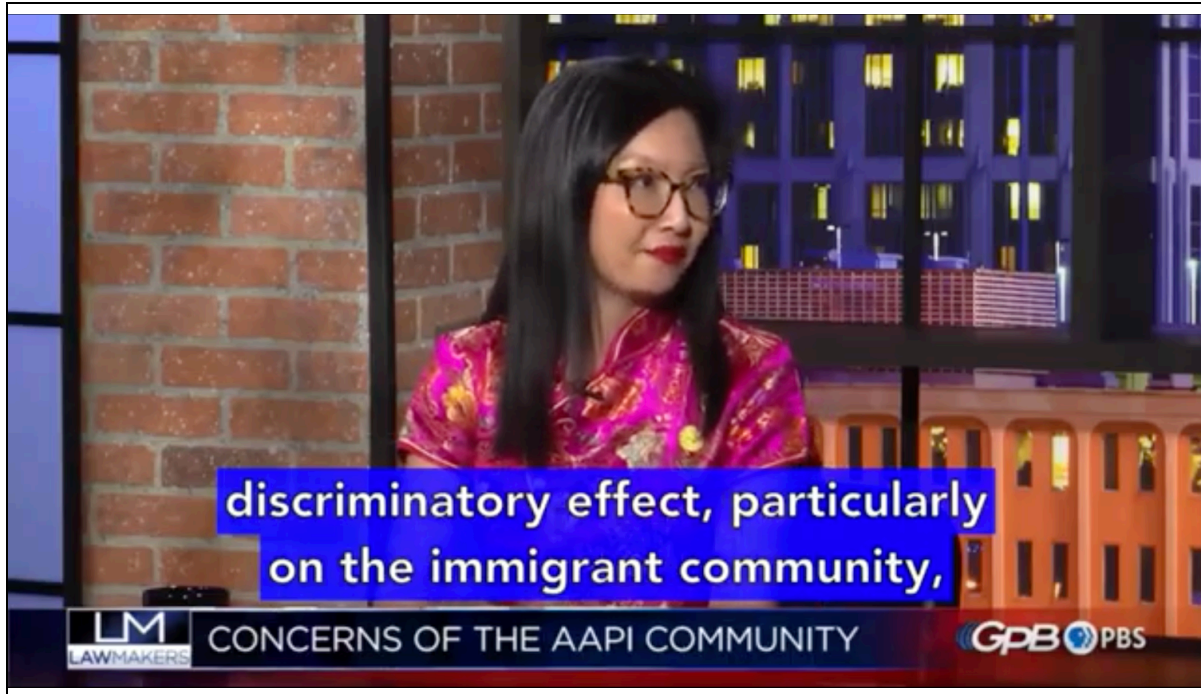 discriminatory effect, particularly
on the immigrant community,
LM
LAWMAKERS
CONCERNS OF THE AAPI COMMUNITY
GPB PBS